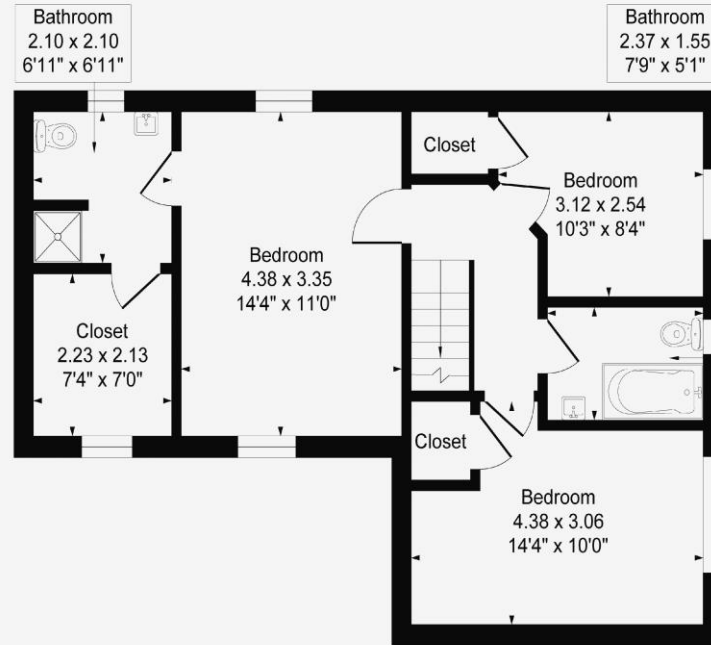 Bathroom
2.10 x 2.10
6'11" x 6'11"
Bathroom
2.37 x 1.55
7'9" x 5'1"
Closet
Bedroom
3.12 x 2.54
10'3" x 8'4"
Bedroom
4.38 x 3.35
14'4" x 11'0"
Closet
2.23 x 2.13
7'4" x 7'0"
Closet
Bedroom
4.38 x 3.06
14'4" x 10'0"